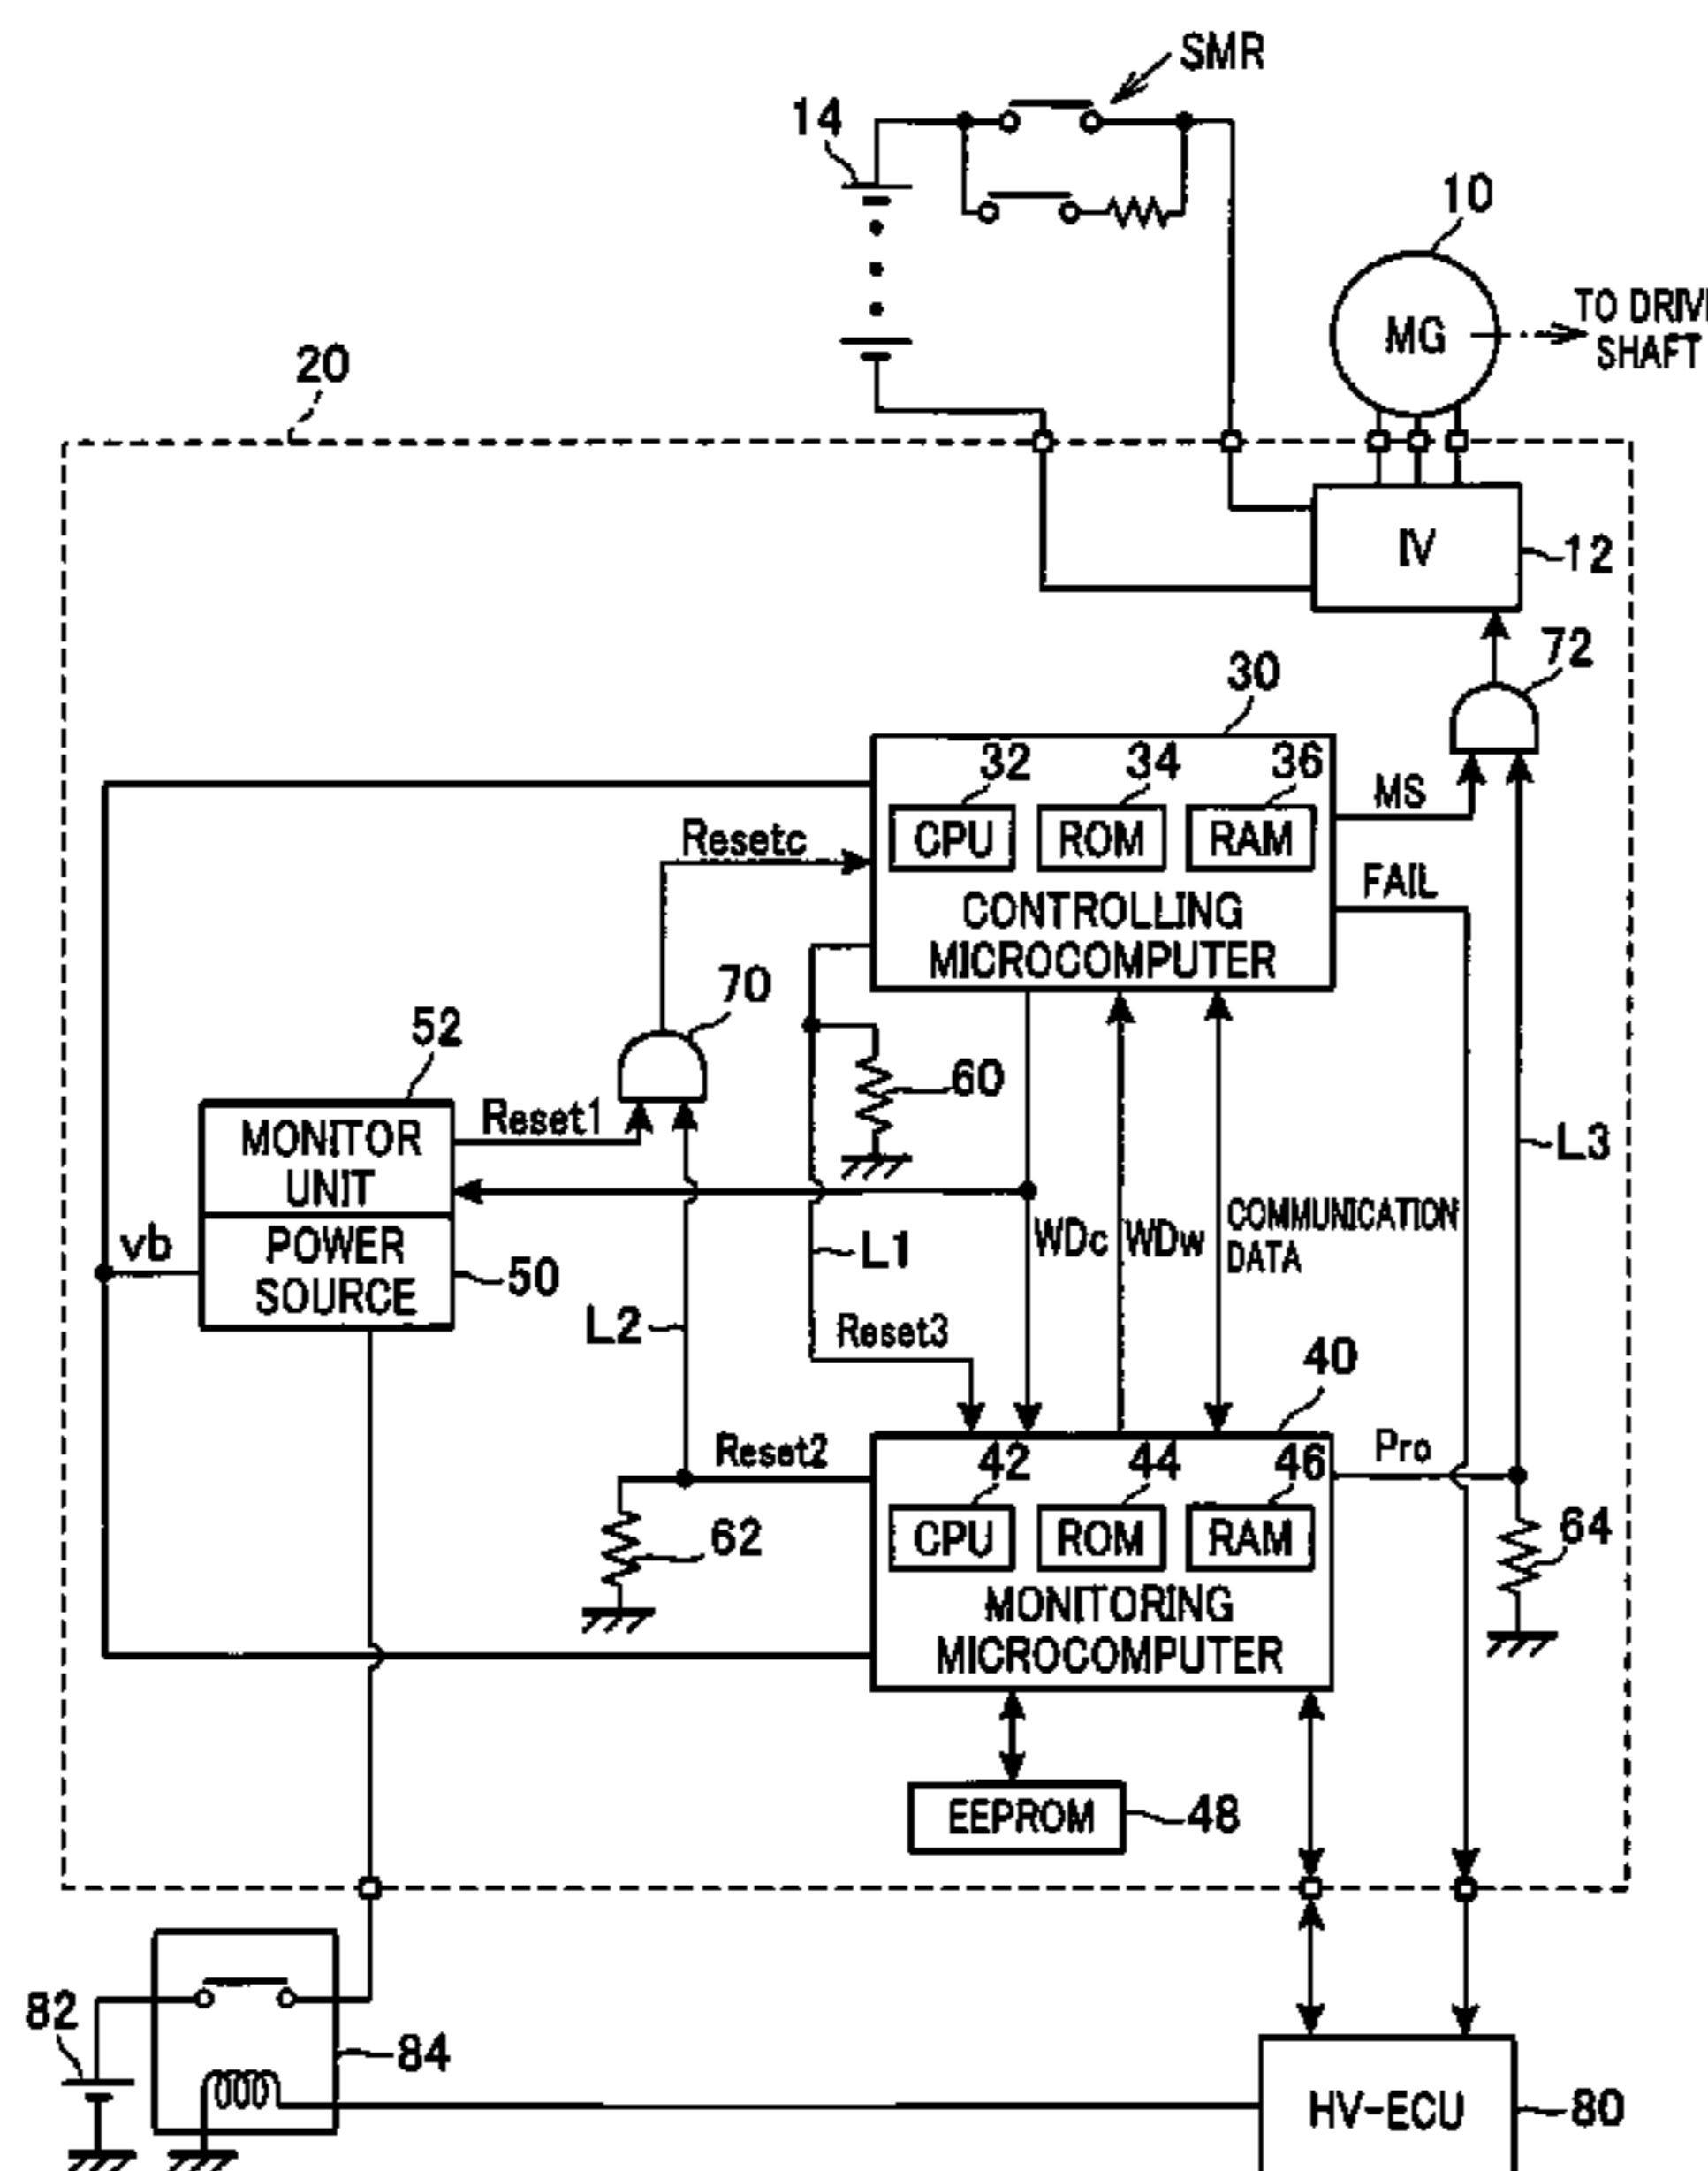 SMR
14
10
MG
TO DRIV
SHAFT
20
IV
12
72
30
32
34
36
MS
CPU
ROM
RAM
Resetc
FAIL
CONTROLLING
MICROCOMPUTER
70
52
60
Reset1
MONITOR
UNIT
L3
vb
POWER
SOURCE
50
L1
WDc
WDw
COMMUNICATION
DATA
L2
Reset3
40
Reset2
42
44
46
Pro
62
CPU
ROM
RAM
64
MONITORING
MICROCOMPUTER
EEPROM
48
82
84
HV-ECU
80